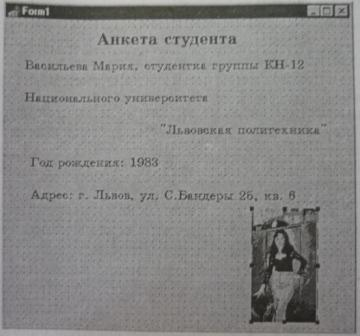 Form1
Анкета студента
Васильева Мария, студентка группы КН-12
Национального университета
"Львовская политехника"
Год рождения: 1983
Адрес: г. Львов, ул. С.Бандеры 25, кв. 6